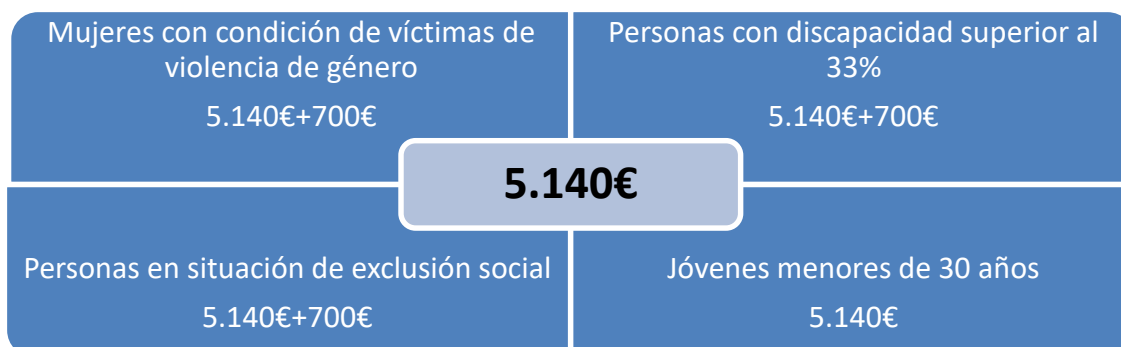 Mujeres con condición de víctimas de
violencia de género
5.140€+700€
Personas con discapacidad superior al
33%
5.140€+700€
5.140€
Personas en situación de exclusión social
5.140€+700€
Jóvenes menores de 30 años
5.140€